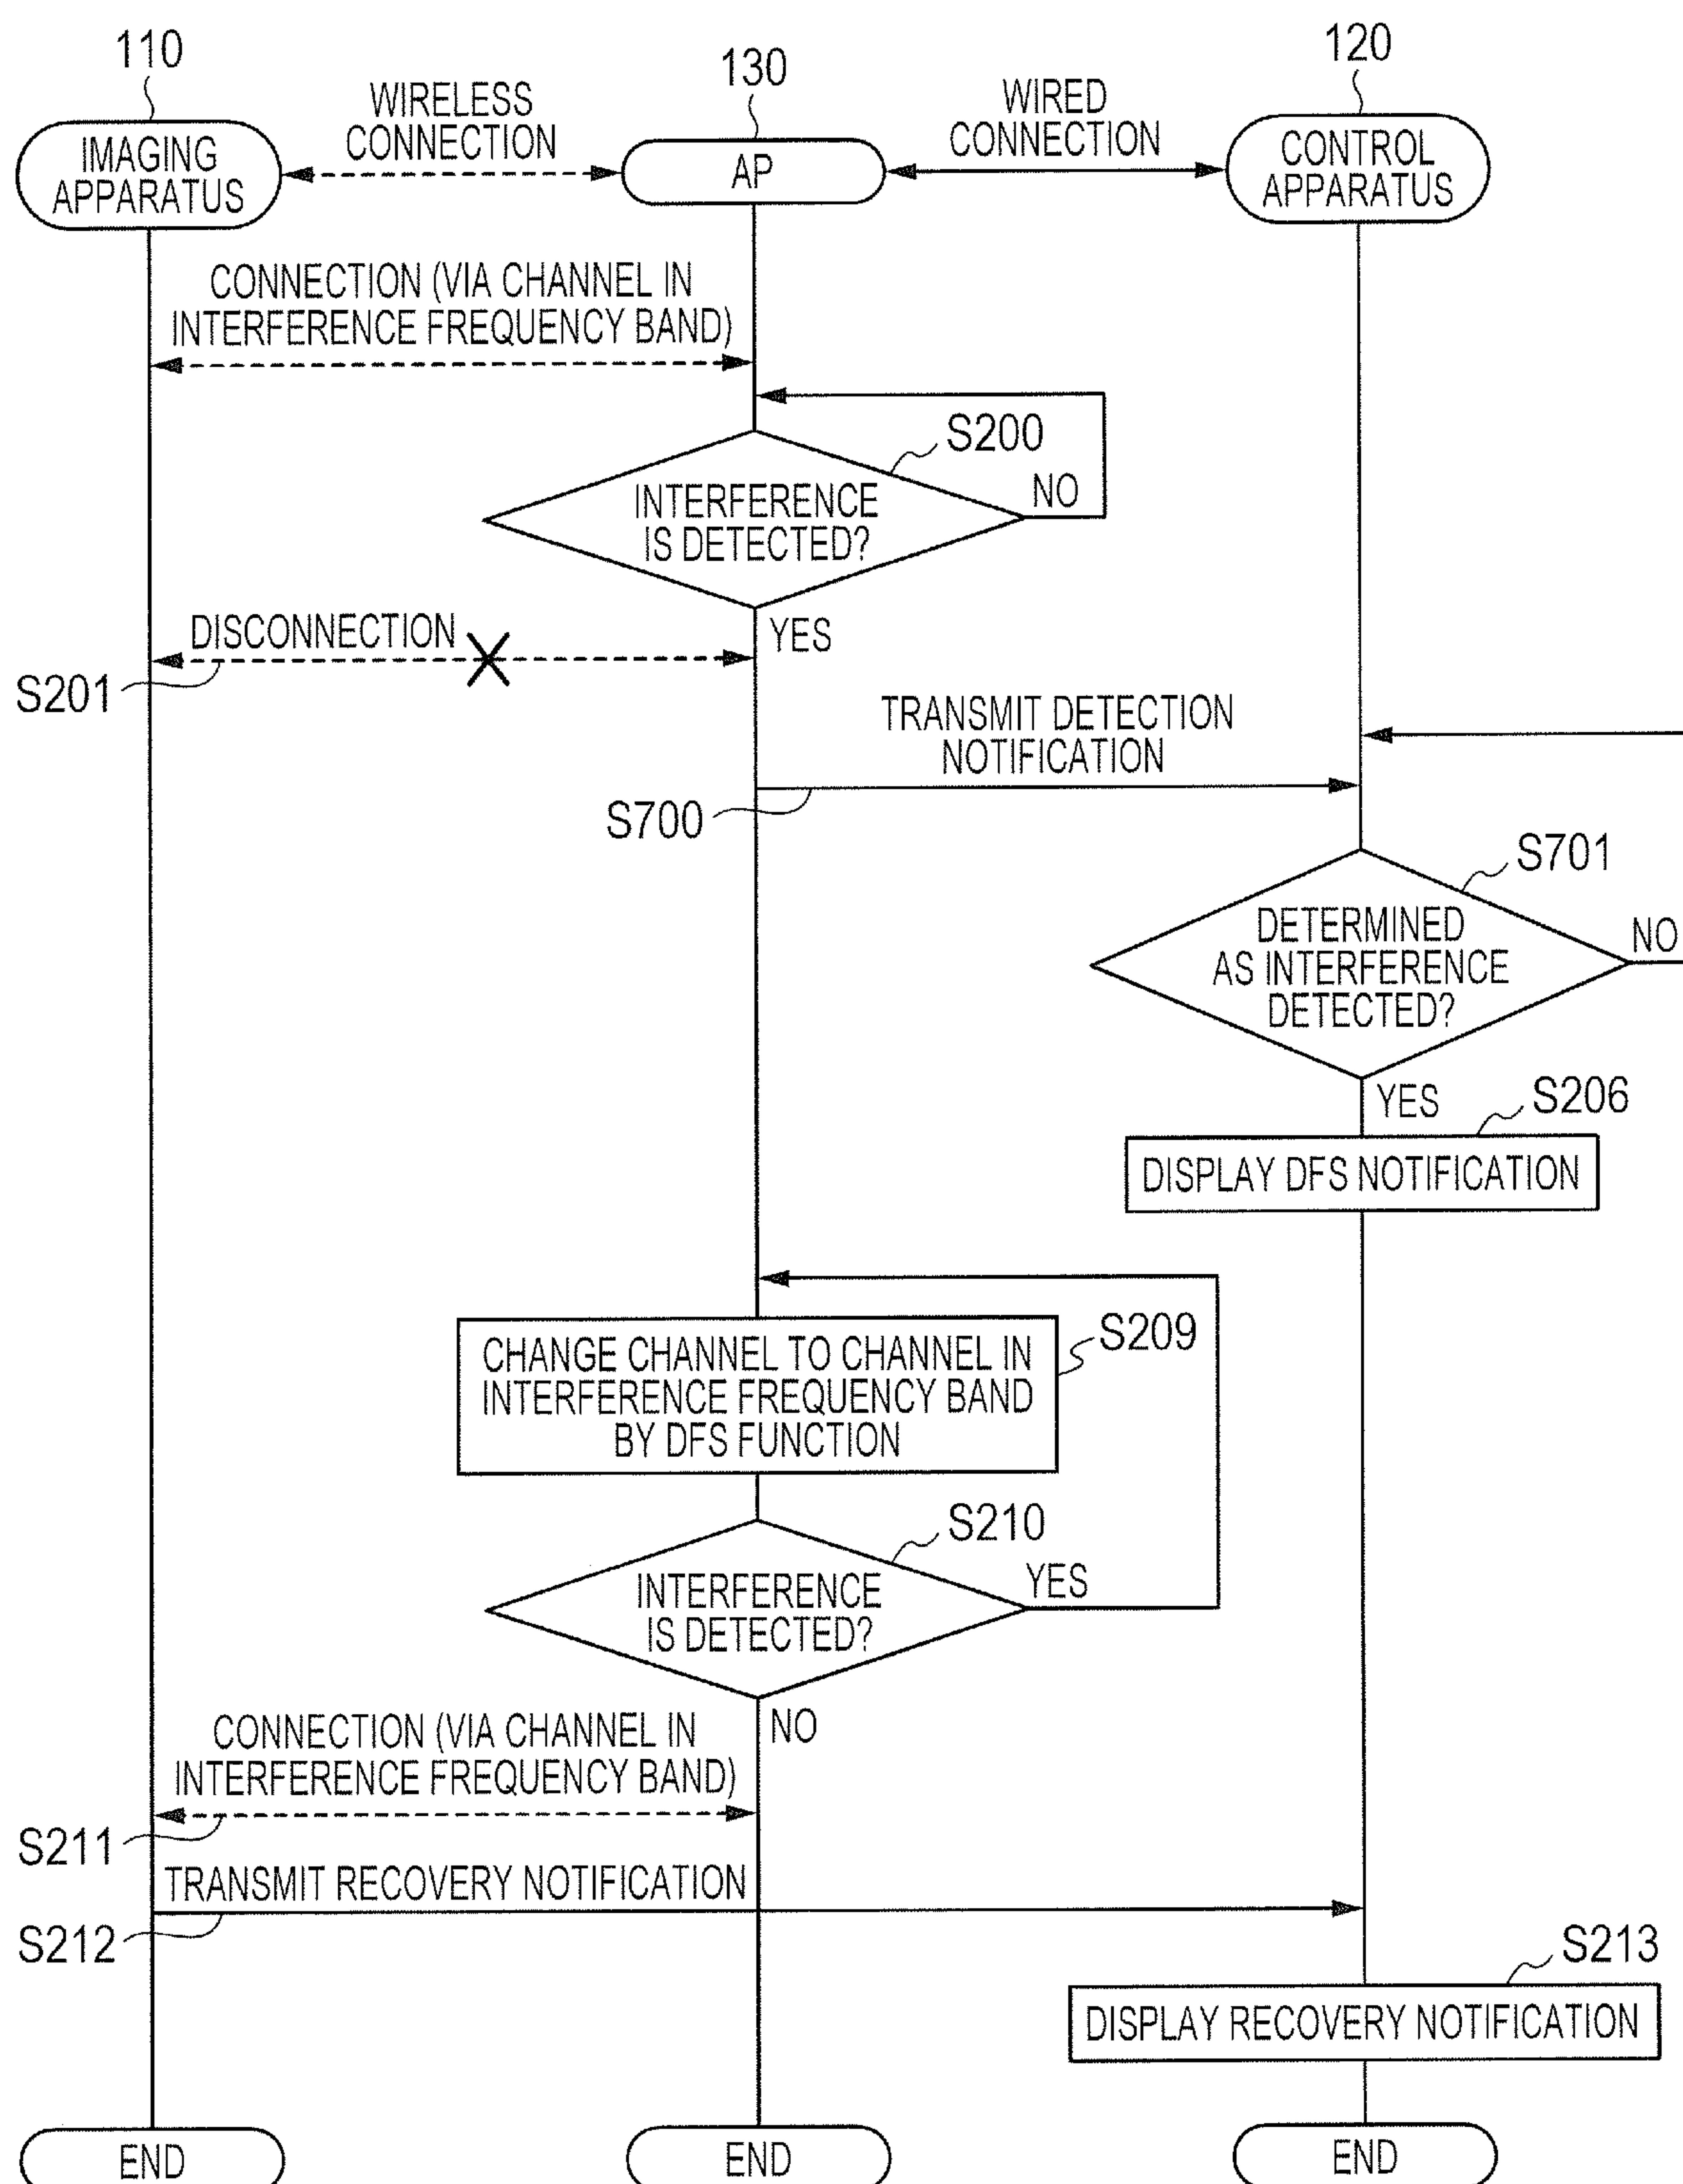 110
130
120
WIRELESS
CONNECTION
WIRED
CONNECTION
IMAGING
APPARATUS
AP
CONTROL
APPARATUS
CONNECTION (VIA CHANNEL IN
INTERFERENCE FREQUENCY BAND)
S200
INTERFERENCE
IS DETECTED?
NO
YES
DISCONNECTION
S201
TRANSMIT DETECTION
NOTIFICATION
S700
S701
DETERMINED
AS INTERFERENCE
DETECTED?
NO
YES
S206
DISPLAY DFS NOTIFICATION
S209
CHANGE CHANNEL TO CHANNEL IN
INTERFERENCE FREQUENCY BAND
BY DFS FUNCTION
S210
INTERFERENCE
IS DETECTED?
YES
NO
CONNECTION (VIA CHANNEL IN
INTERFERENCE FREQUENCY BAND)
S211
TRANSMIT RECOVERY NOTIFICATION
S212
S213
DISPLAY RECOVERY NOTIFICATION
END
END
END